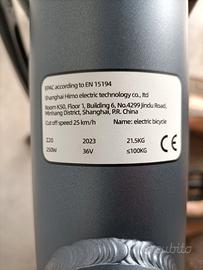 EPAC according to EN 15194
Shanghai Himo electric technology co., ltd
Room K50, Floor 1, Building 6, No.4299 Jindu Road,
Minhang District, Shanghai, P.R. China
Cut off speed 25 km/h Name: electric bicycle
Z20 2023 21.5KG
250W 36V ≤100KG
CE
subito